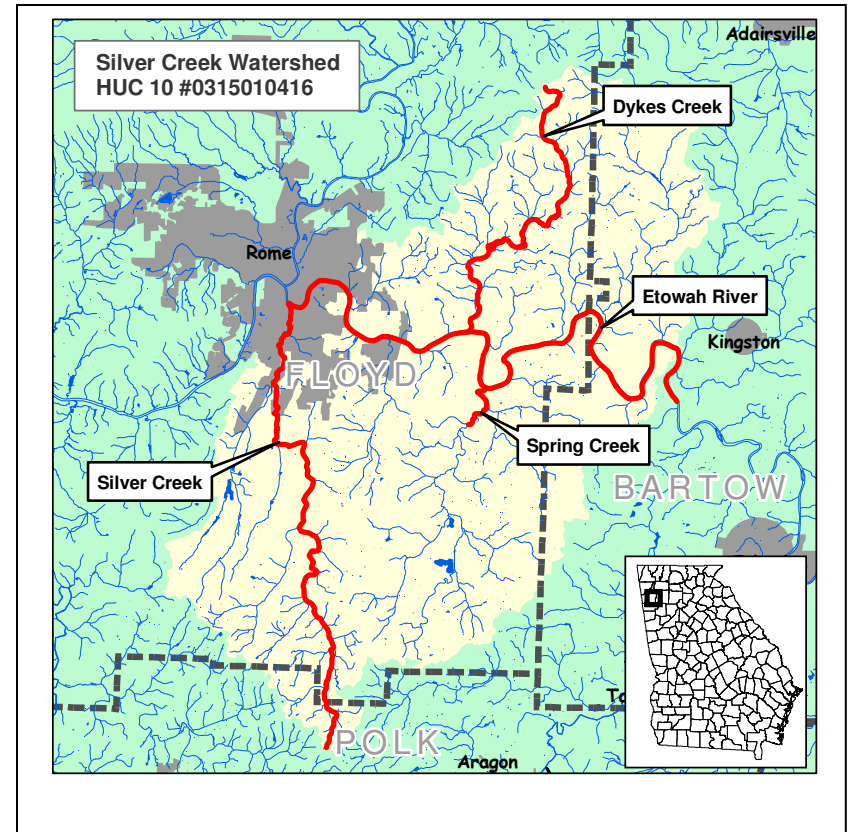 Adairsville
Silver Creek Watershed
HUC 10 #0315010416
Dykes Creek
Rome
Etowah River
Kingston
FLOYD
Spring Creek
Silver Creek
BARTOW
POLK
Aragon